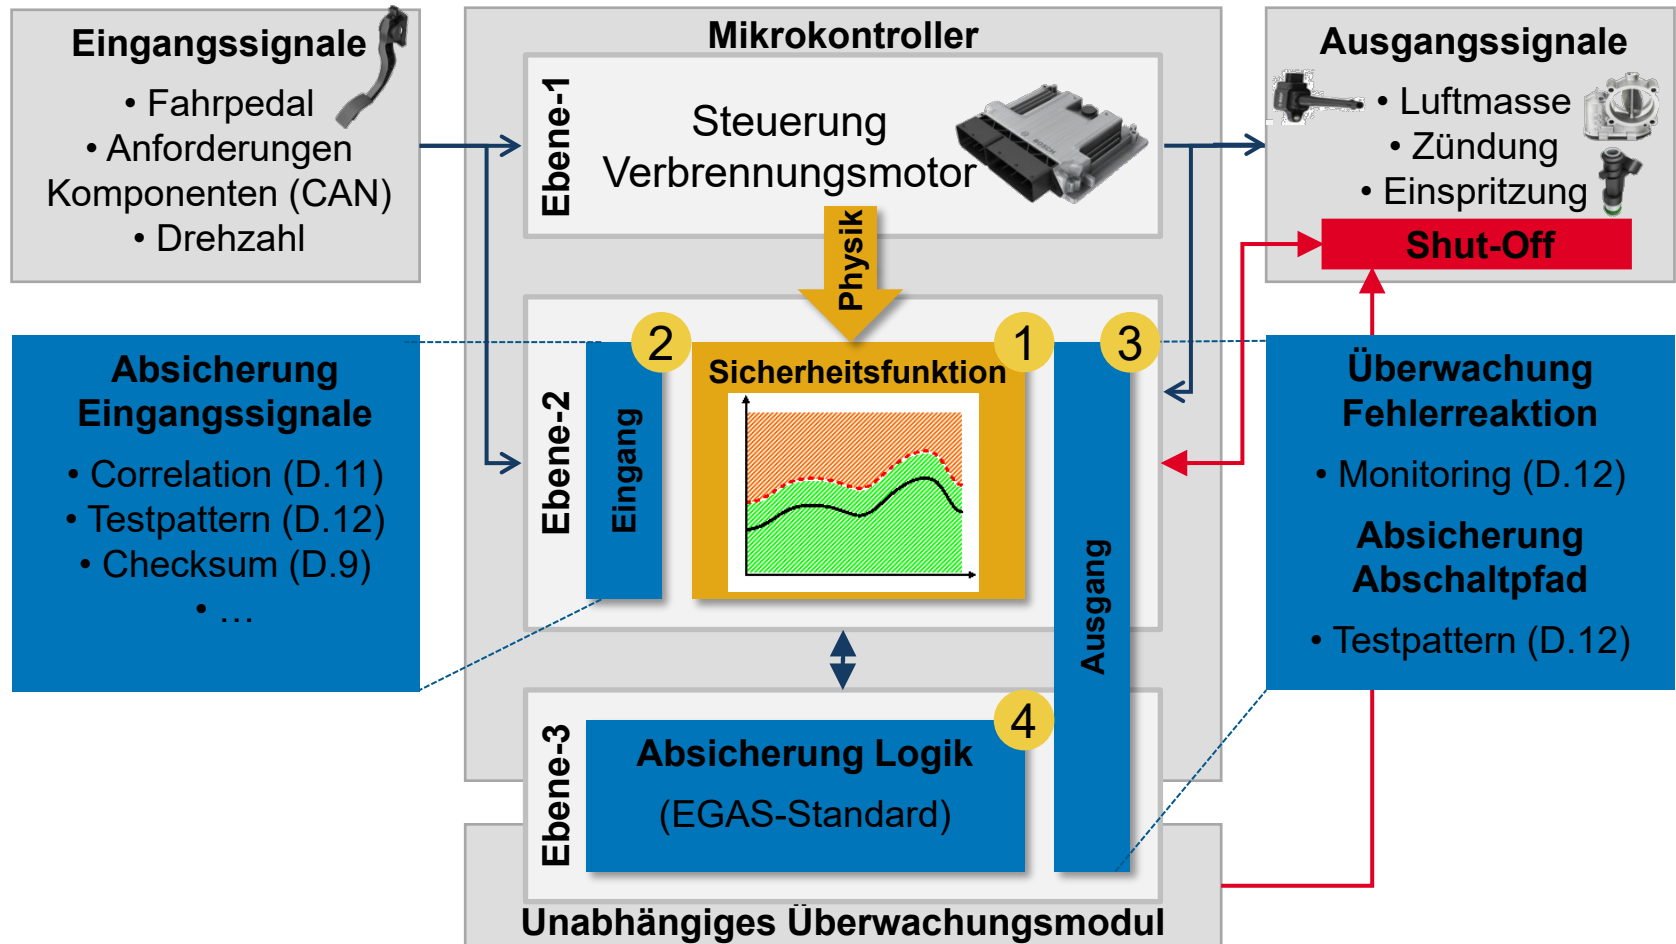 Eingangssignale
• Fahrpedal
• Anforderungen
Komponenten (CAN)
• Drehzahl
Mikrokontroller
Ebene-1
Steuerung
Verbrennungsmotor
BOSCH
Physik
Ausgangssignale
• Luftmasse
• Zündung
• Einspritzung
Shut-Off
Absicherung
Eingangssignale
• Correlation (D.11)
• Testpattern (D.12)
• Checksum (D.9)
• …
Ebene-2
2
Eingang
1
Sicherheitsfunktion
3
Ausgang
Überwachung
Fehlerreaktion
• Monitoring (D.12)
Absicherung
Abschaltpfad
• Testpattern (D.12)
Ebene-3
4
Absicherung Logik
(EGAS-Standard)
Unabhängiges Überwachungsmodul